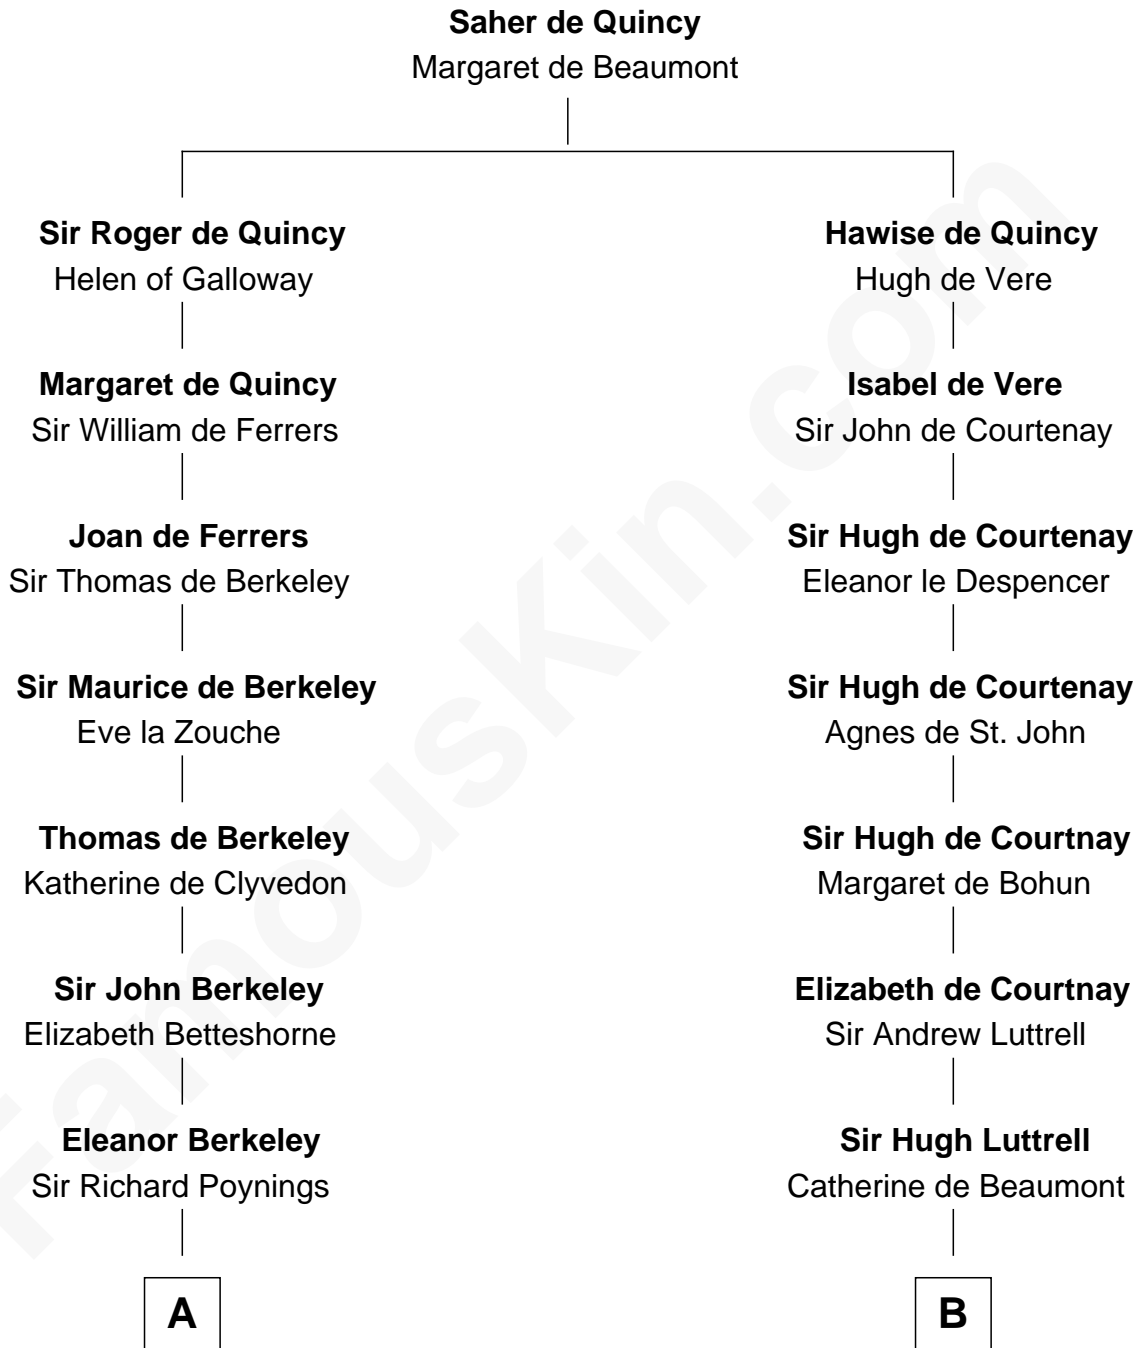 Saher de Quincy
Margaret de Beaumont
Sir Roger de Quincy
Helen of Galloway
Hawise de Quincy
Hugh de Vere
Margaret de Quincy
Sir William de Ferrers
Isabel de Vere
Sir John de Courtenay
Joan de Ferrers
Sir Thomas de Berkeley
Sir Hugh de Courtenay
Eleanor le Despencer
Sir Maurice de Berkeley
Eve la Zouche
Sir Hugh de Courtenay
Agnes de St. John
Thomas de Berkeley
Katherine de Clyvedon
Sir Hugh de Courtnay
Margaret de Bohun
Sir John Berkeley
Elizabeth Betteshorne
Elizabeth de Courtnay
Sir Andrew Luttrell
Eleanor Berkeley
Sir Richard Poynings
Sir Hugh Luttrell
Catherine de Beaumont
A
B
FamousKin.com